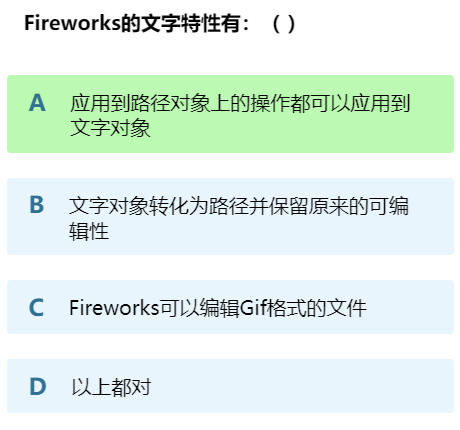 Fireworks的文字特性有：（ ）
A 应用到路径对象上的操作都可以应用到
文字对象
B 文字对象转化为路径并保留原来的可编
辑性
C Fireworks可以编辑Gif格式的文件
D 以上都对